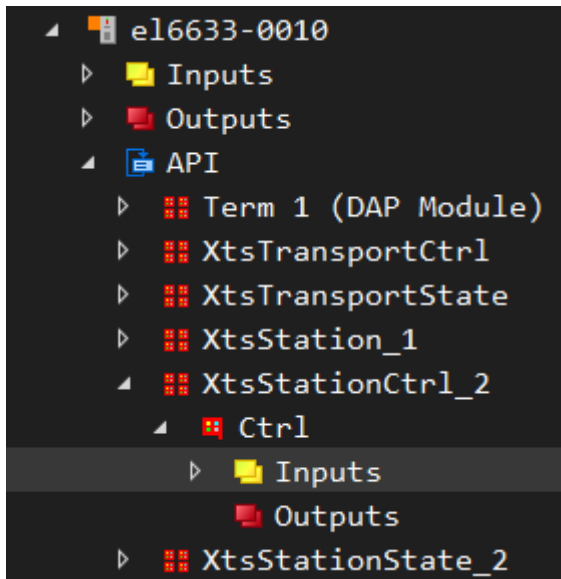 el6633-0010
Inputs
Outputs
API
Term 1 (DAP Module)
XtsTransportCtrl
XtsTransportState
XtsStation_1
XtsStationCtrl_2
Ctrl
Inputs
Outputs
XtsStationState_2